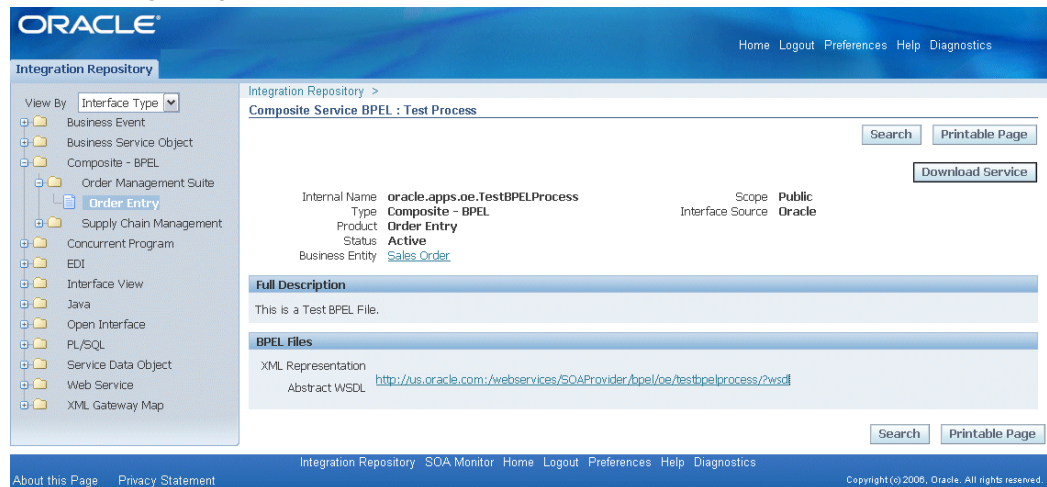 ORACLE®
Home Logout Preferences Help Diagnostics
Integration Repository
View By Interface Type
Business Event
Business Service Object
Composite - BPEL
Order Management Suite
Order Entry
Supply Chain Management
Concurrent Program
EDI
Interface View
Java
Open Interface
PL/SQL
Service Data Object
Web Service
XML Gateway Map
Integration Repository >
Composite Service BPEL : Test Process
Search Printable Page
Download Service
Internal Name oracle.apps.oe.TestBPELProcess
Type Composite - BPEL
Product Order Entry
Status Active
Business Entity Sales Order
Scope Public
Interface Source Oracle
Full Description
This is a Test BPEL File.
BPEL Files
XML Representation
Abstract WSDL http://us.oracle.com:/webservices/SOAProvider/bpel/oe/testbpelprocess/?wsdl
Search Printable Page
Integration Repository SOA Monitor Home Logout Preferences Help Diagnostics
About this Page Privacy Statement
Copyright (c) 2006, Oracle. All rights reserved.